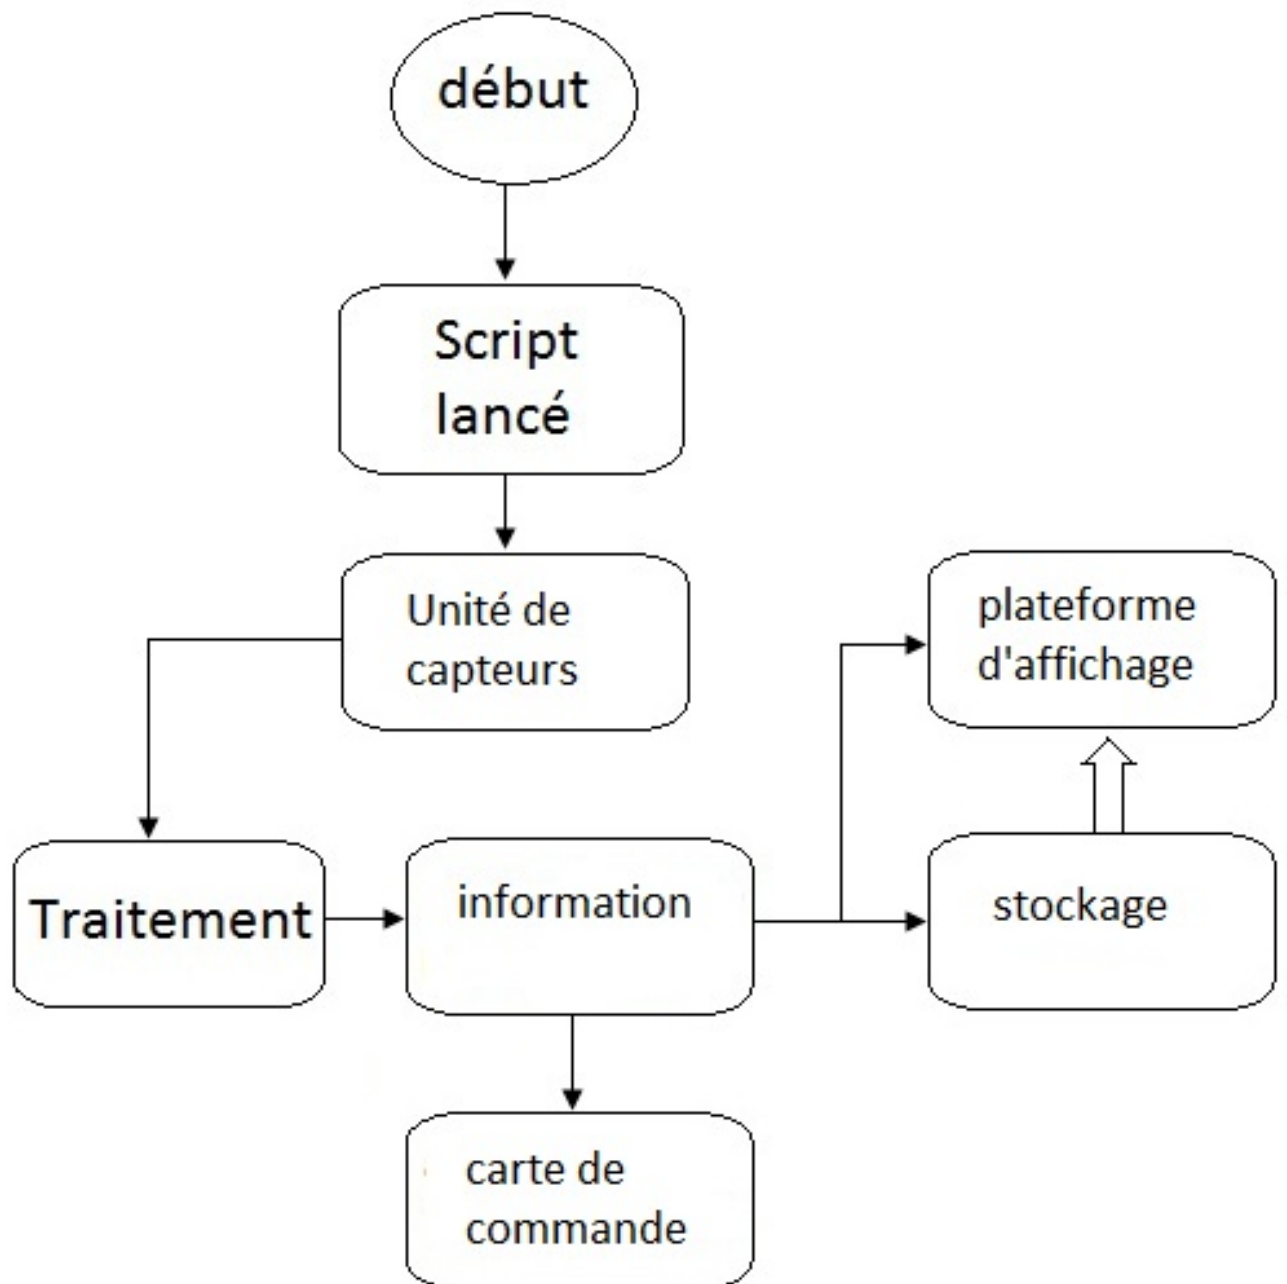 début
Script
lancé
Unité de
capteurs
plateforme
d'affichage
Traitement
information
stockage
carte de
commande